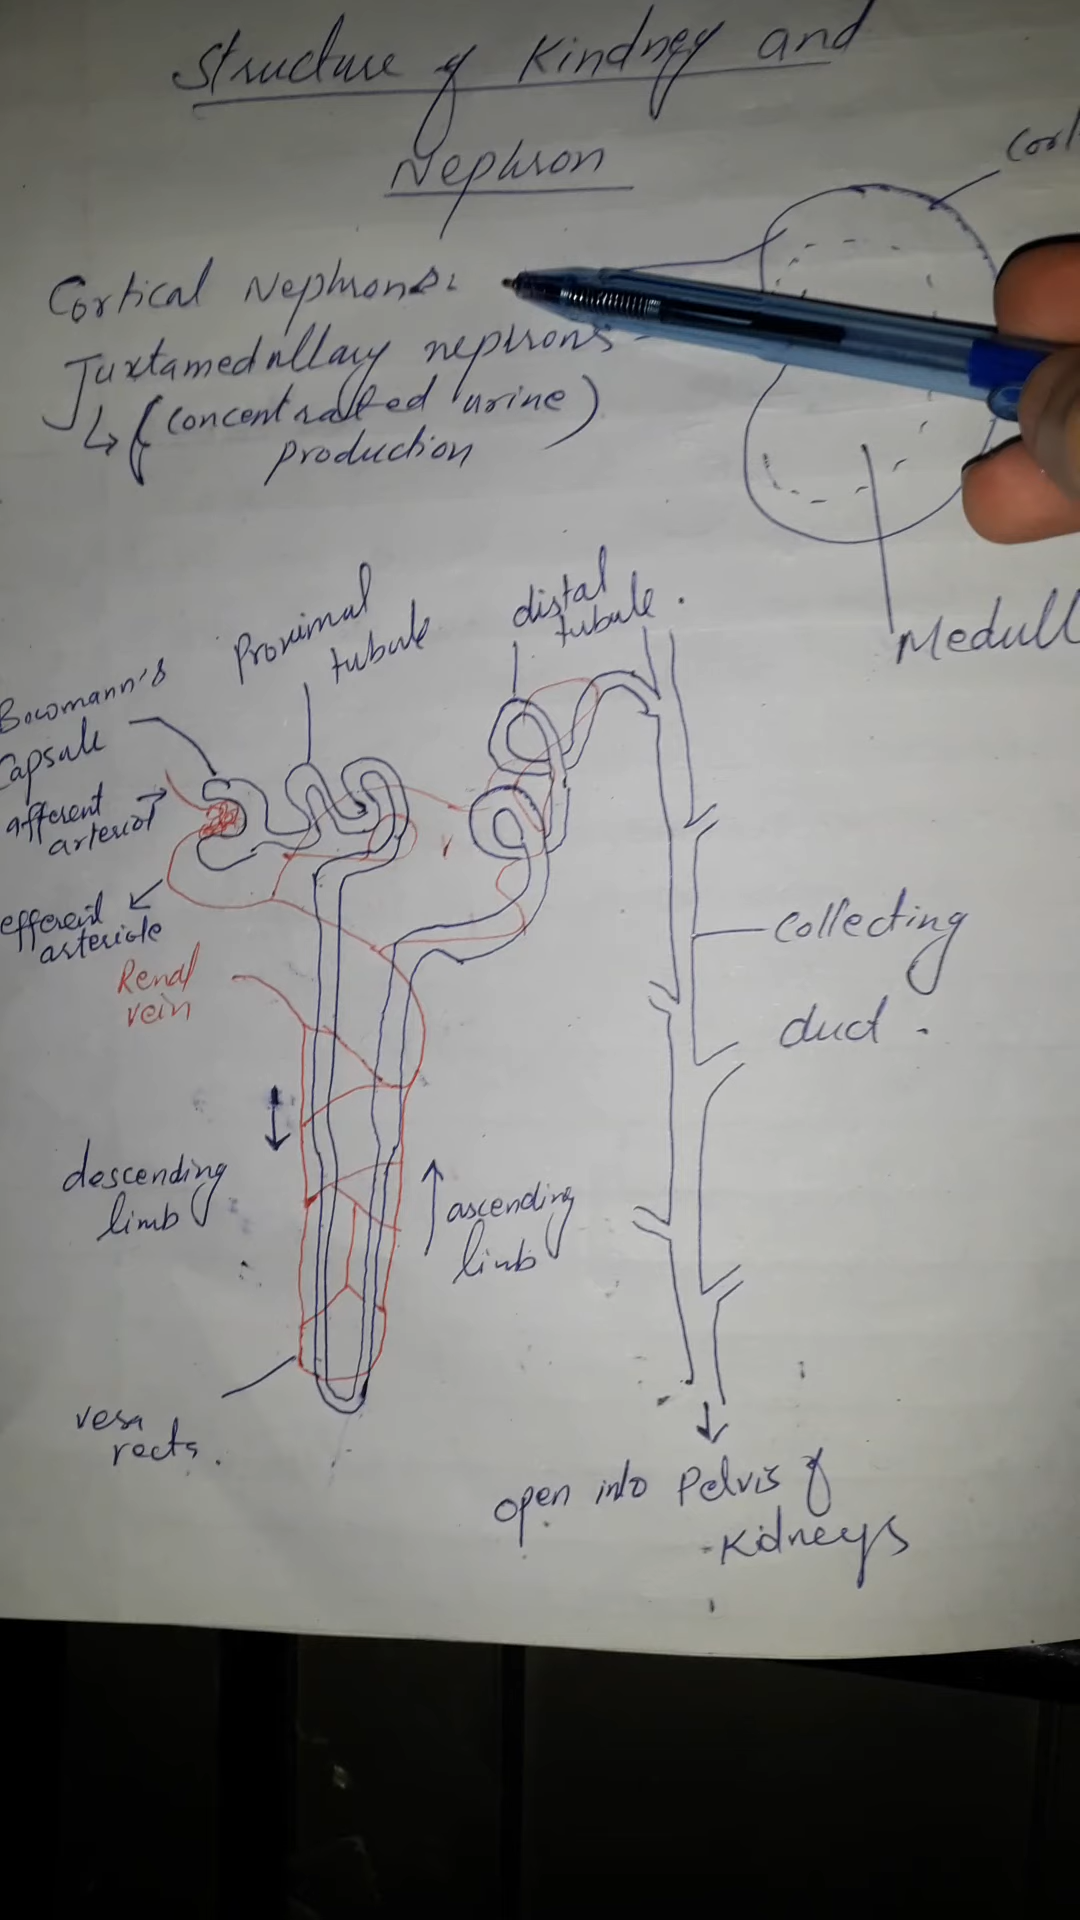 Structure of Kindney and
Nephron
Cortical Nephrons:
Juxtamedullary nephrons
(concentrated urine)
production
Medull
Proximal
tubule
distal
tubule.
Bowmann's
Capsule
afferent
arteriol
efferent
arteriole
Renal
vein
collecting
duct.
descending
limb
ascending
limb
vesa
recta.
open into Pelvis of
Kidneys